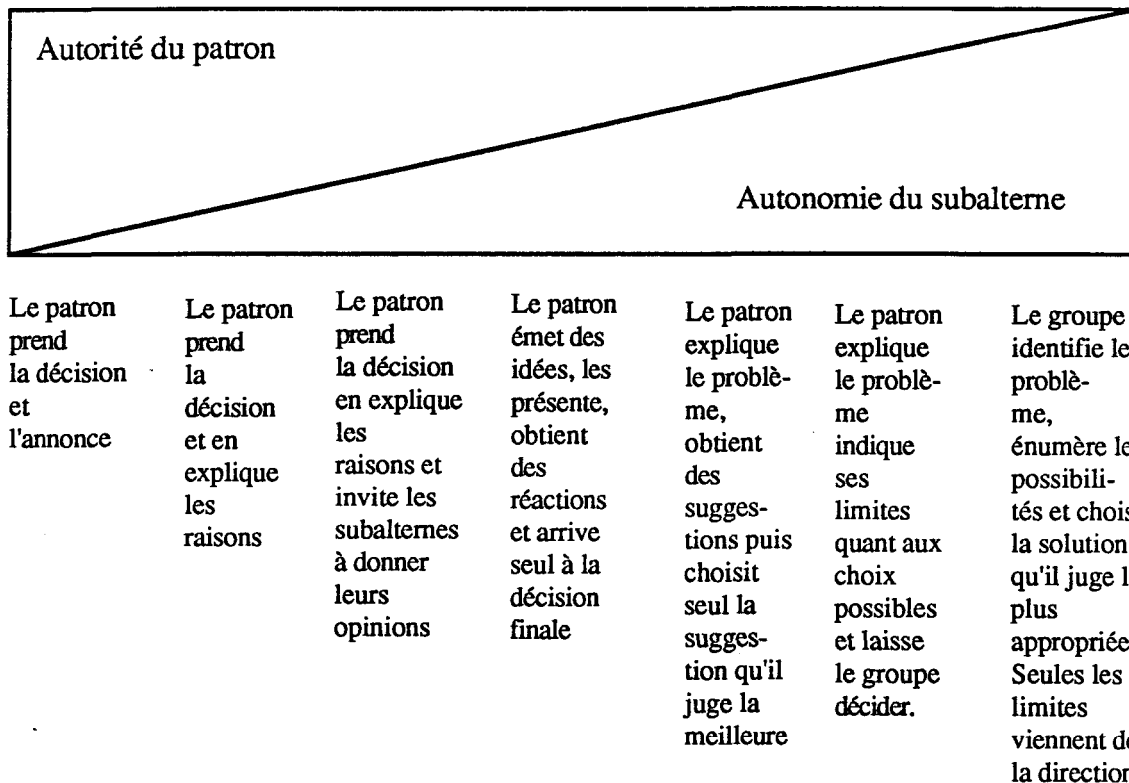 Autorité du patron
Autonomie du subalterne
Le patron
prend
la décision
et
l'annonce
Le patron
prend
la
décision
et en
explique
les
raisons
Le patron
prend
la décision
en explique
les
raisons et
invite les
subalternes
à donner
leurs
opinions
Le patron
émet des
idées, les
présente,
obtient
des
réactions
et arrive
seul à la
décision
finale
Le patron
explique
le problè-
me,
obtient
des
sugges-
tions puis
choisit
seul la
sugges-
tion qu'il
juge la
meilleure
Le patron
explique
le problè-
me
indique
ses
limites
quant aux
choix
possibles
et laisse
le groupe
décider.
Le groupe
identifie le
problè-
me,
énumère le
possibili-
tés et chois
la solution
qu'il juge l
plus
appropriée
Seules les
limites
viennent de
la direction